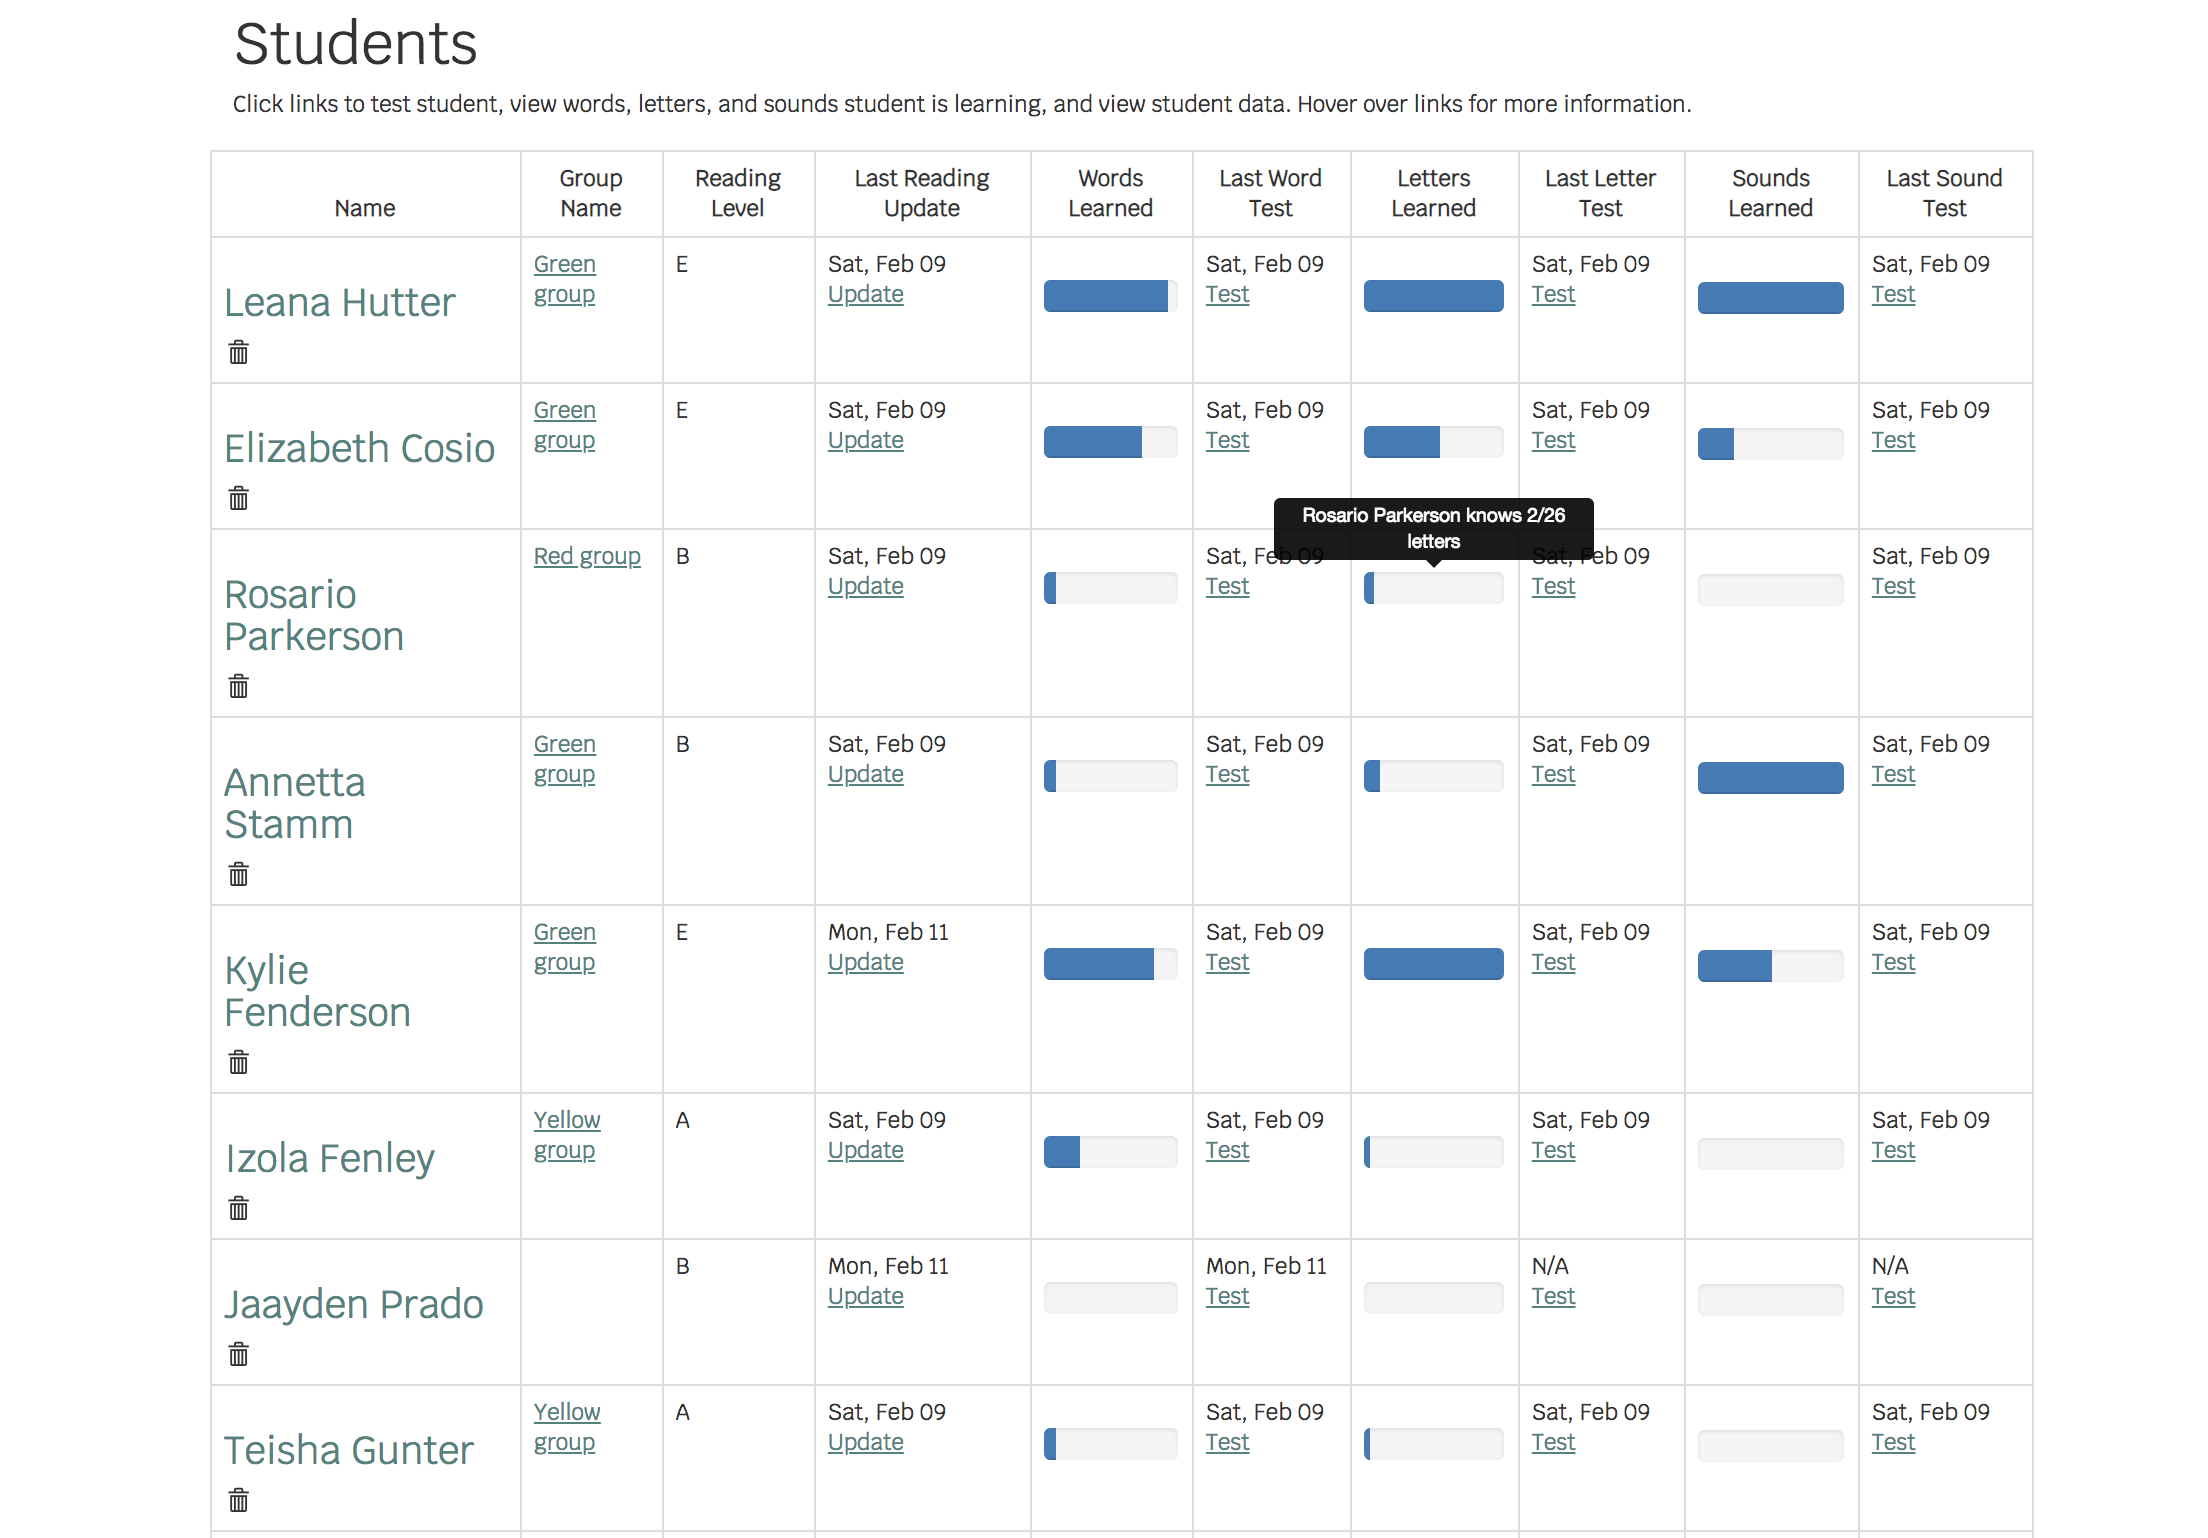 Students
Click links to test student, view words, letters, and sounds student is learning, and view student data. Hover over links for more information.
Name
Group
Name
Reading
Level
Last Reading
Update
Words
Learned
Last Word
Test
Letters
Learned
Last Letter
Test
Sounds
Learned
Last Sound
Test
Leana Hutter
Green
group
E
Sat, Feb 09
Update
Sat, Feb 09
Test
Sat, Feb 09
Test
Sat, Feb 09
Test
Elizabeth Cosio
Green
group
E
Sat, Feb 09
Update
Sat, Feb 09
Test
Sat, Feb 09
Test
Sat, Feb 09
Test
Rosario Parkerson knows 2/26
letters
Rosario
Parkerson
Red group
B
Sat, Feb 09
Update
Sat, Feb 09
Test
Sat, Feb 09
Test
Sat, Feb 09
Test
Annetta
Stamm
Green
group
B
Sat, Feb 09
Update
Sat, Feb 09
Test
Sat, Feb 09
Test
Sat, Feb 09
Test
Kylie
Fenderson
Green
group
E
Mon, Feb 11
Update
Sat, Feb 09
Test
Sat, Feb 09
Test
Sat, Feb 09
Test
Izola Fenley
Yellow
group
A
Sat, Feb 09
Update
Sat, Feb 09
Test
Sat, Feb 09
Test
Sat, Feb 09
Test
Jaayden Prado
B
Mon, Feb 11
Update
Mon, Feb 11
Test
N/A
Test
N/A
Test
Teisha Gunter
Yellow
group
A
Sat, Feb 09
Update
Sat, Feb 09
Test
Sat, Feb 09
Test
Sat, Feb 09
Test